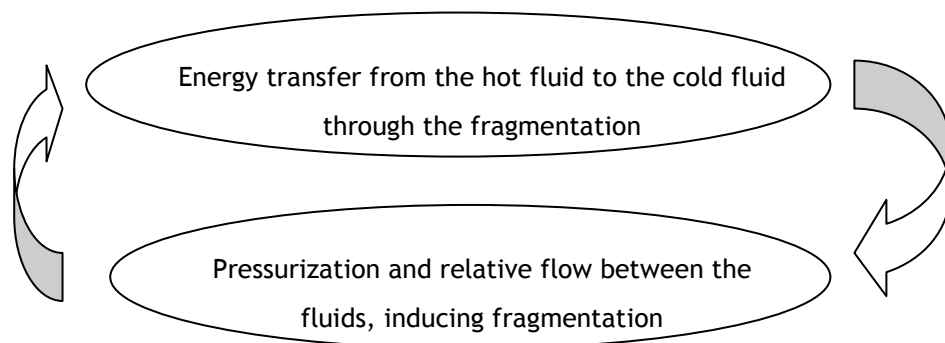 Energy transfer from the hot fluid to the cold fluid
through the fragmentation
Pressurization and relative flow between the
fluids, inducing fragmentation